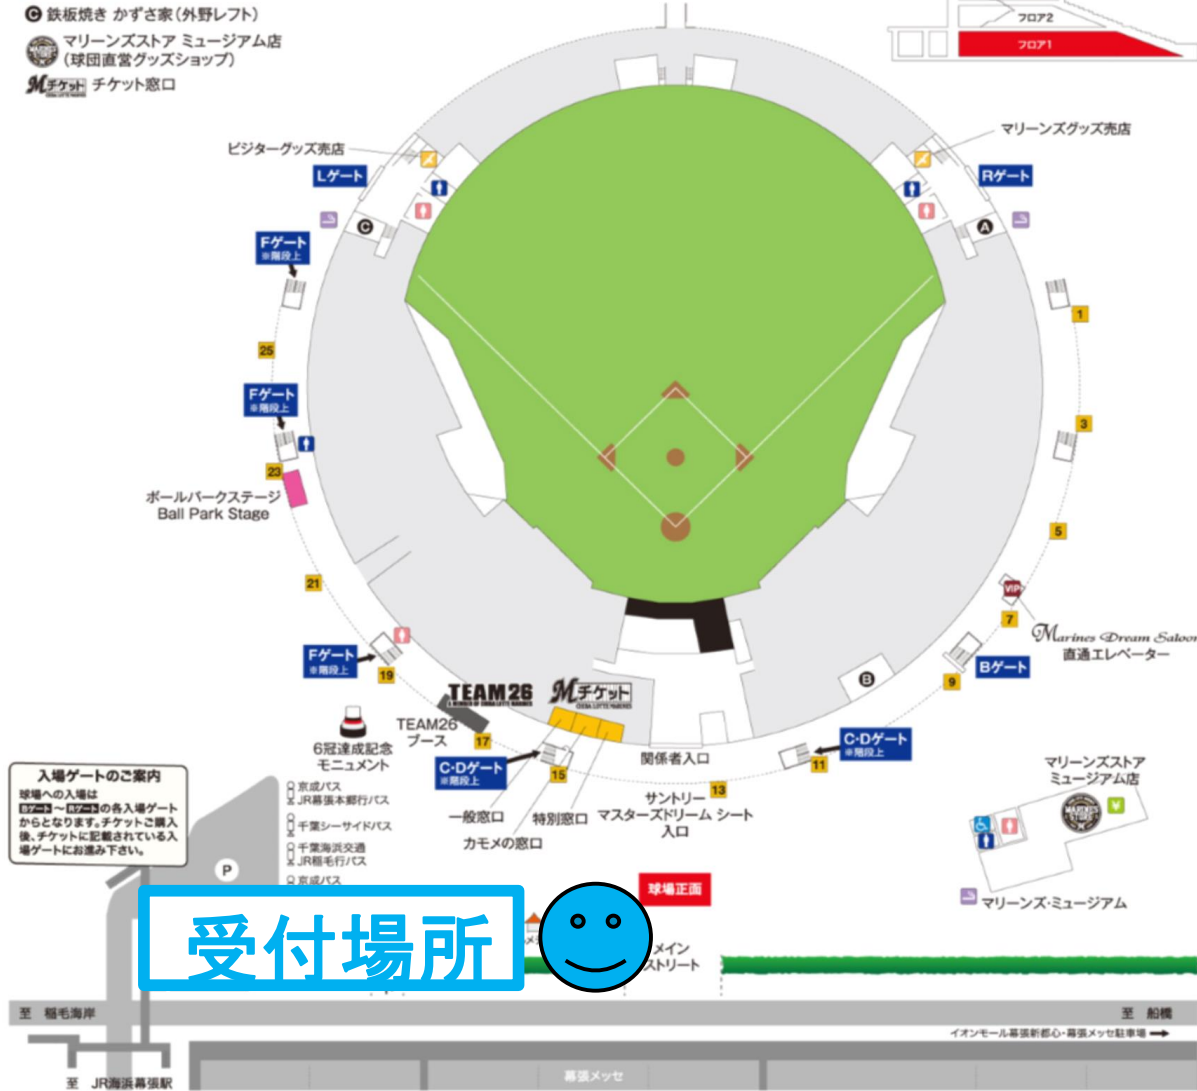 C 鉄板焼き かずさ家(外野レフト)
マリーンズストア ミュージアム店
(球団直営グッズショップ)
Mチケット チケット窓口
フロア2
フロア1
ビジターグッズ売店
マリーンズグッズ売店
Lゲート
Rゲート
C
A
Fゲート
※階段上
1
25
Fゲート
※階段上
3
23
ボールパークステージ
Ball Park Stage
5
21
VIP
7
Marines Dream Saloon
直通エレベーター
Fゲート
※階段上
19
Bゲート
9
B
TEAM26
Mチケット
CHIBA LOTTE MARINES
TEAM26
ブース
17
6冠達成記念
モニュメント
C・Dゲート
※階段上
15
関係者入口
C・Dゲート
※階段上
11
13
サントリー
マスターズドリーム シート
入口
一般窓口
特別窓口
カモメの窓口
マリーンズストア
ミュージアム店
マリーンズ・ミュージアム
入場ゲートのご案内
球場への入場は
Bゲート～Rゲートの各入場ゲート
からとなります。チケットご購入
後、チケットに記載されている入
場ゲートにお進み下さい。
京成バス
JR幕張本郷行バス
千葉シーサイドバス
千葉海浜交通
JR稲毛行バス
京成バス
P
球場正面
受付場所
メイン
ストリート
至 稲毛海岸
至 船橋
イオンモール幕張新都心・幕張メッセ駐車場
幕張メッセ
至 JR海浜幕張駅